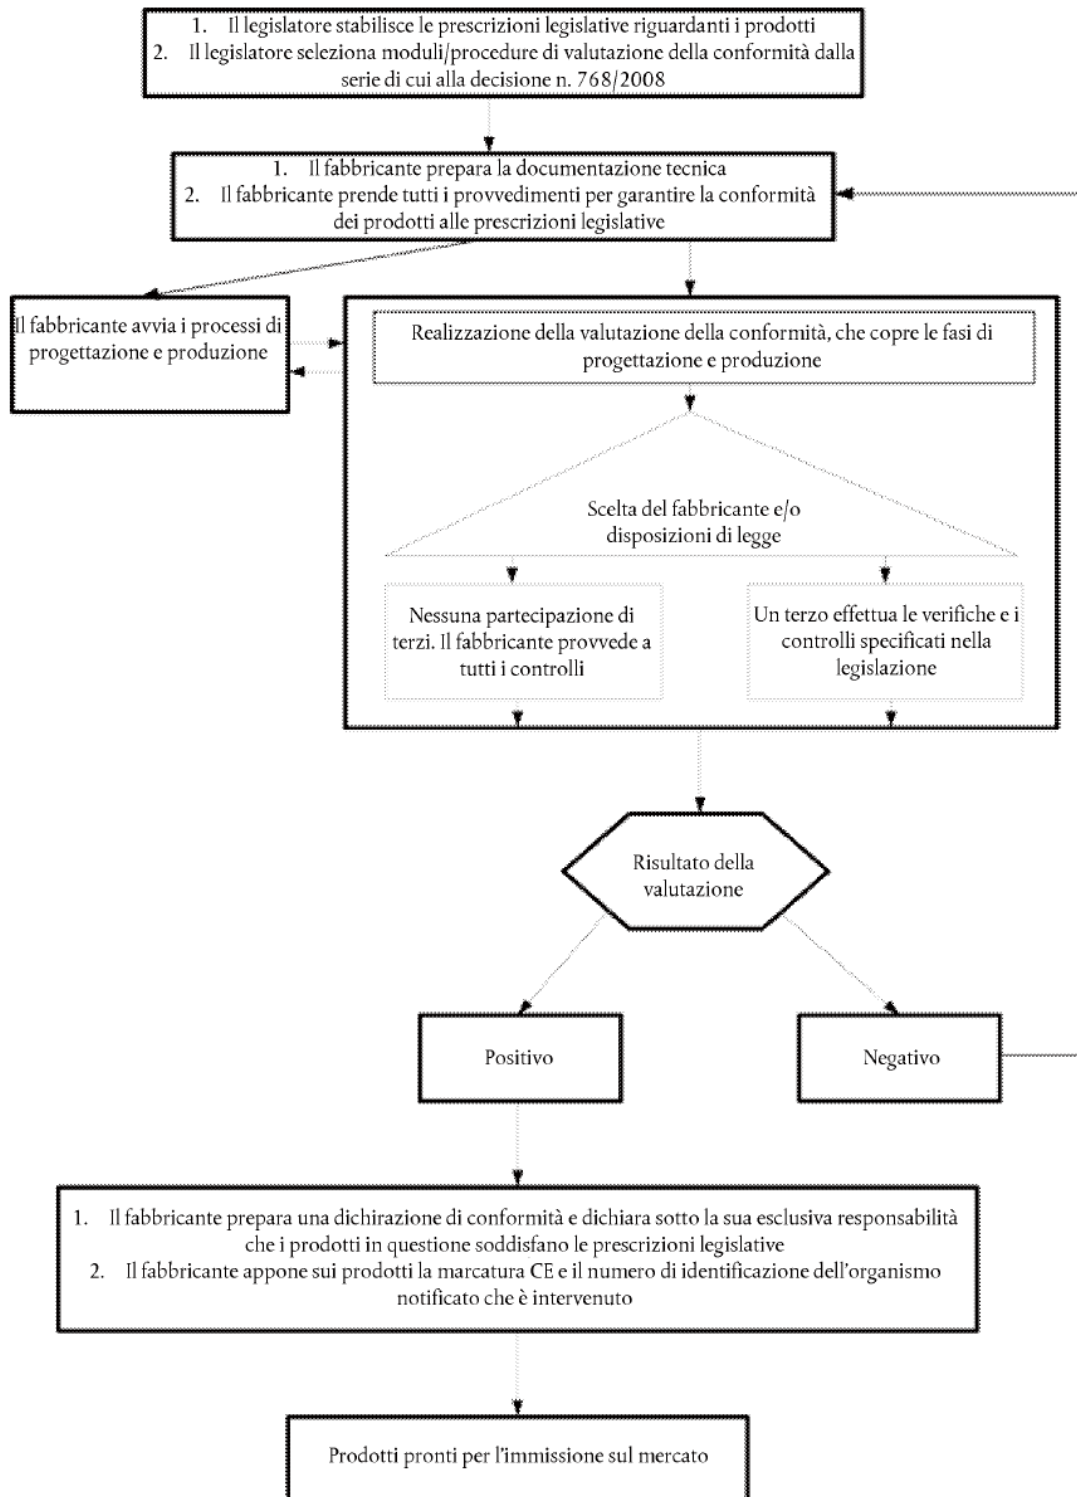 1. Il legislatore stabilisce le prescrizioni legislative riguardanti i prodotti
2. Il legislatore seleziona moduli/procedure di valutazione della conformità dalla
serie di cui alla decisione n. 768/2008
1. Il fabbricante prepara la documentazione tecnica
2. Il fabbricante prende tutti i provvedimenti per garantire la conformità
dei prodotti alle prescrizioni legislative
Il fabbricante avvia i processi di
progettazione e produzione
Realizzazione della valutazione della conformità, che copre le fasi di
progettazione e produzione
Scelta del fabbricante e/o
disposizioni di legge
Nessuna partecipazione di
terzi. Il fabbricante provvede a
tutti i controlli
Un terzo effettua le verifiche e i
controlli specificati nella
legislazione
Risultato della
valutazione
Positivo
Negativo
1. Il fabbricante prepara una dichirazione di conformità e dichiara sotto la sua esclusiva responsabilità
che i prodotti in questione soddisfano le prescrizioni legislative
2. Il fabbricante appone sui prodotti la marcatura CE e il numero di identificazione dell'organismo
notificato che è intervenuto
Prodotti pronti per l'immissione sul mercato